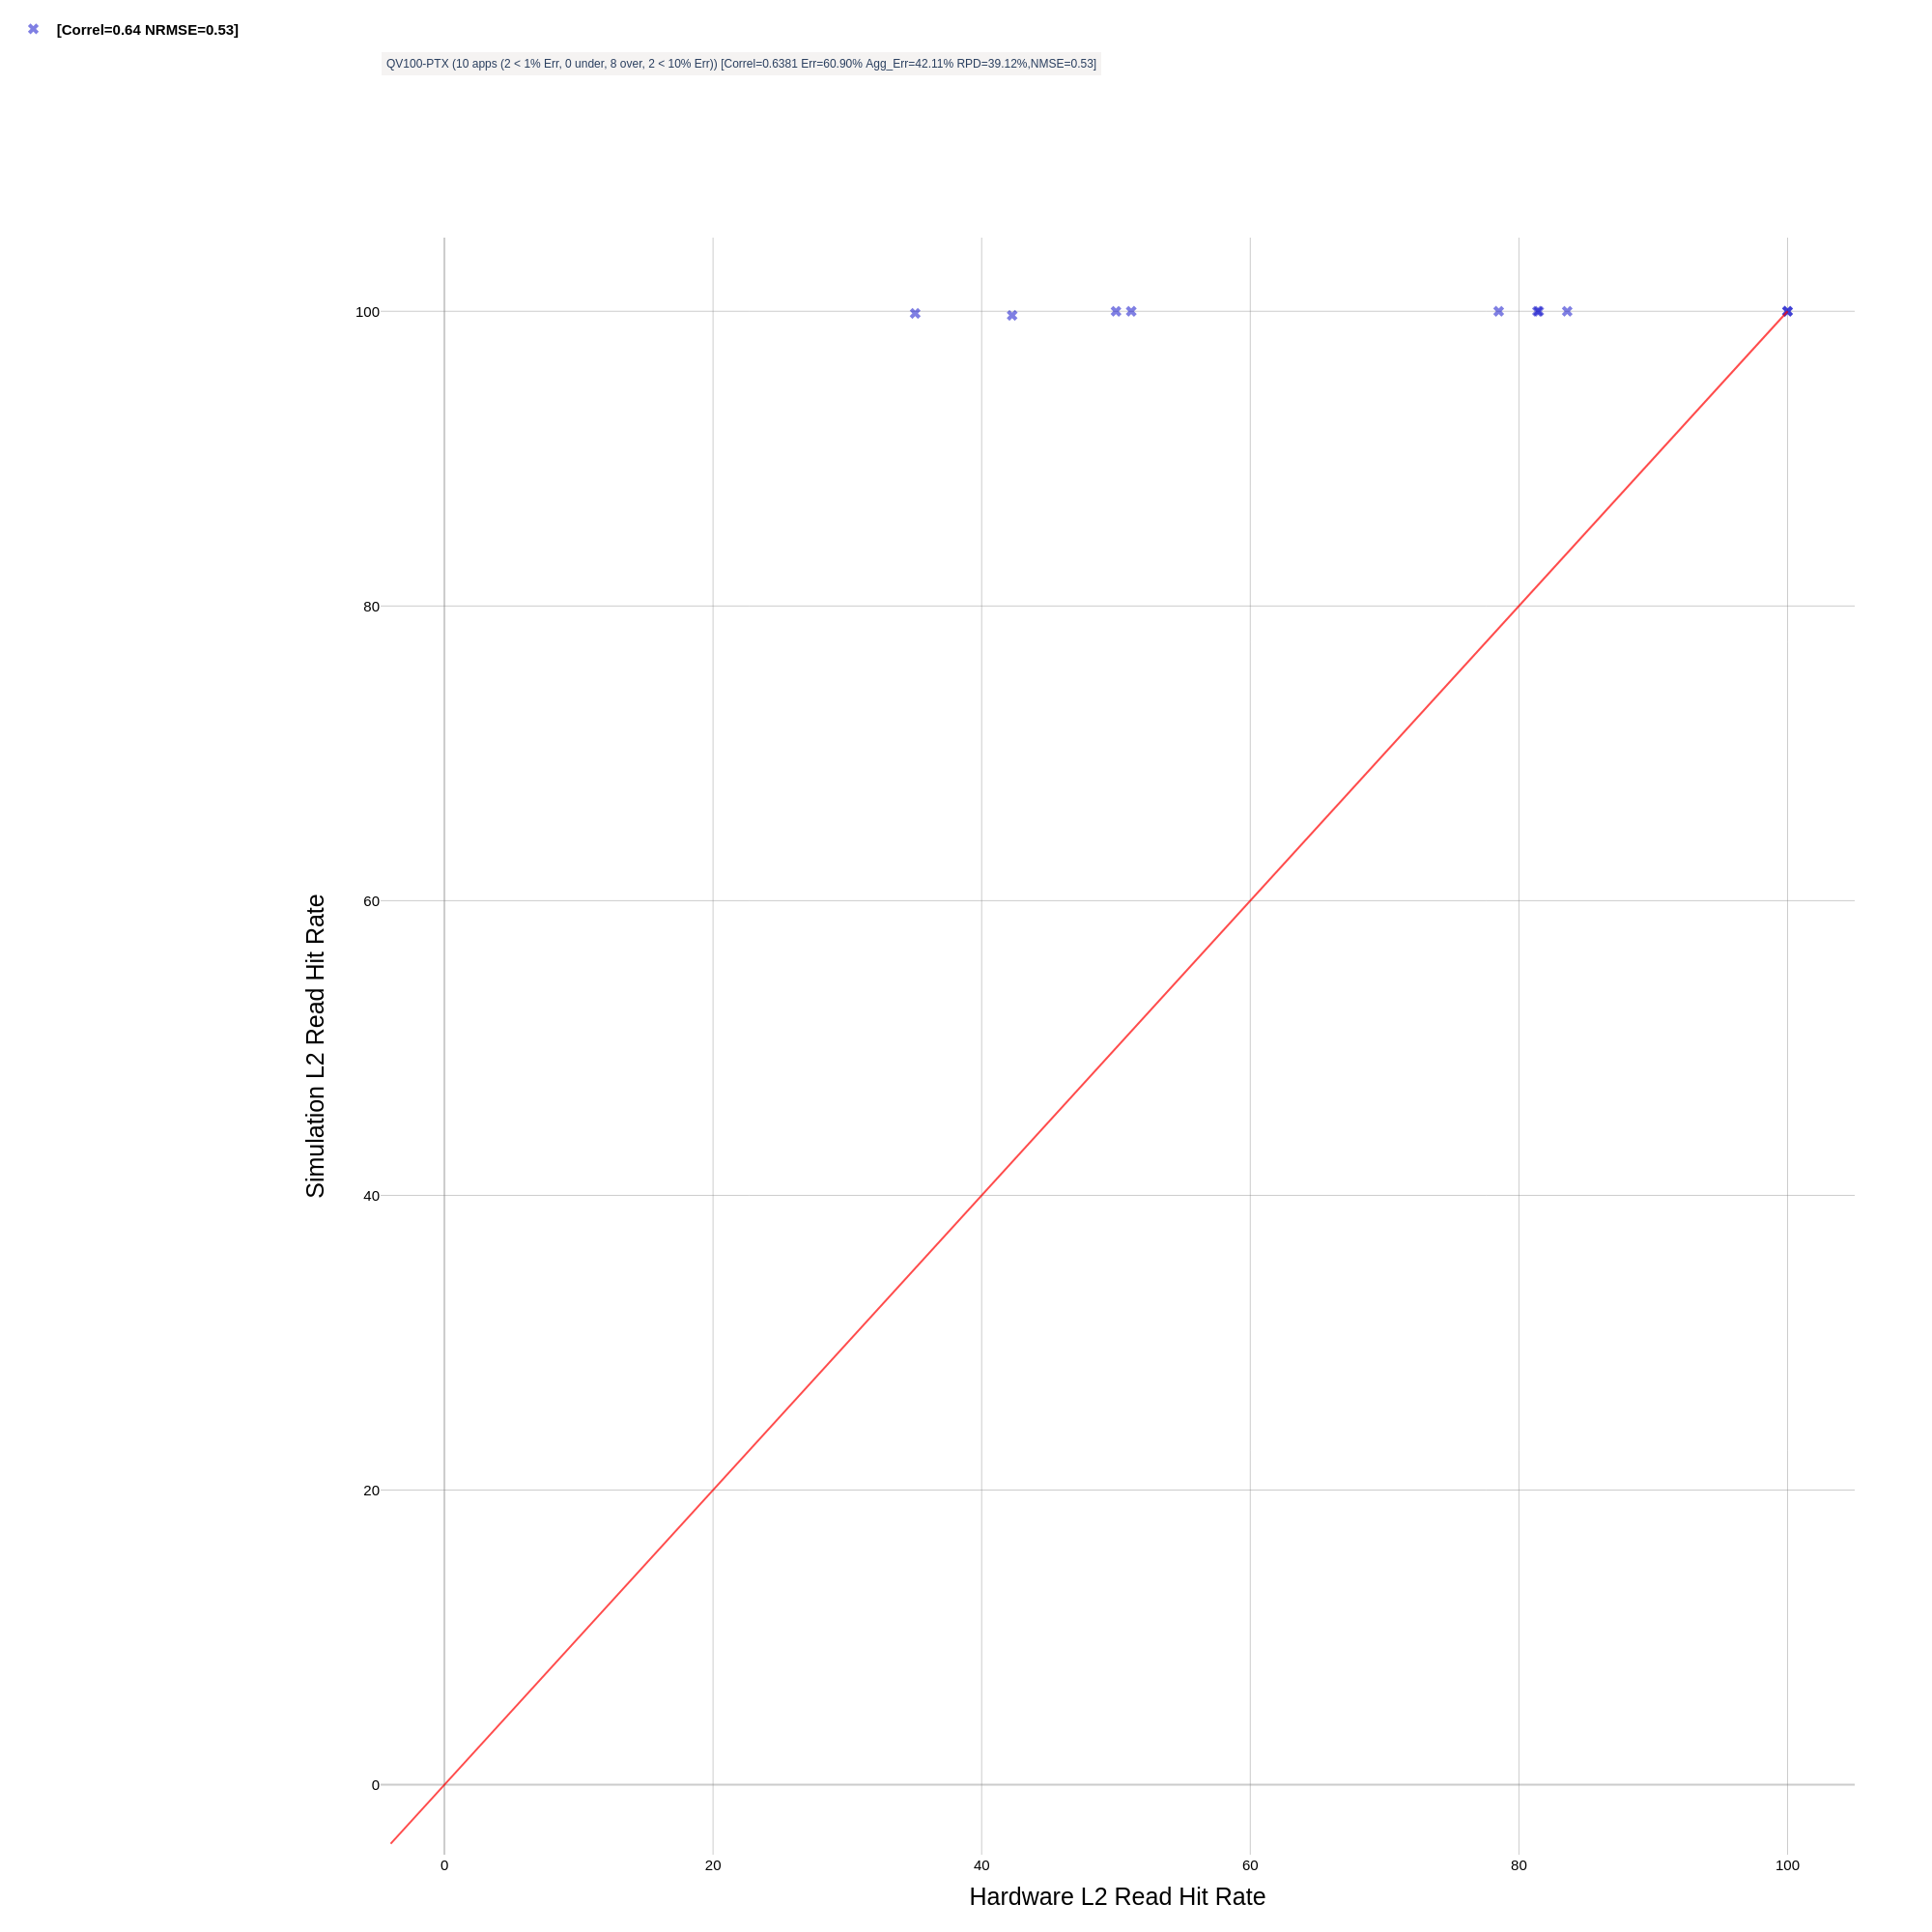 [Correl=0.64 NRMSE=0.53]
QV100-PTX (10 apps (2 < 1% Err, 0 under, 8 over, 2 < 10% Err)) [Correl=0.6381 Err=60.90% Agg_Err=42.11% RPD=39.12%,NMSE=0.53]
100
80
60
40
20
0
Simulation L2 Read Hit Rate
0 20 40 60 80 100
Hardware L2 Read Hit Rate